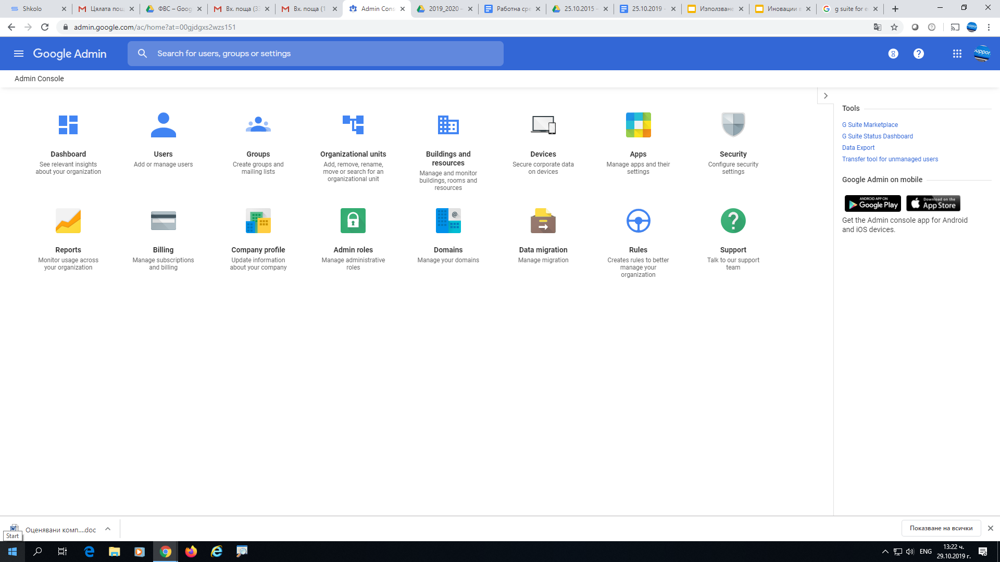 Shkolo
Цялата пощ
ФВС – Goog
Вх. поща (33
Вх. поща (1
Admin Cons
2019_2020 –
Работна сре
25.10.2015 –
25.10.2019 –
Използване
Иновации в
g suite for e
admin.google.com/ac/home?at=00gjdgxs2wzs151
Google Admin
Search for users, groups or settings
Admin Console
Dashboard
See relevant insights
about your organization
Users
Add or manage users
Groups
Create groups and
mailing lists
Organizational units
Add, remove, rename,
move or search for an
organizational unit
Buildings and
resources
Manage and monitor
buildings, rooms and
resources
Devices
Secure corporate data
on devices
Apps
Manage apps and their
settings
Security
Configure security
settings
Reports
Monitor usage across
your organization
Billing
Manage subscriptions
and billing
Company profile
Update information
about your company
Admin roles
Manage administrative
roles
Domains
Manage your domains
Data migration
Manage migration
Rules
Creates rules to better
manage your
organization
Support
Talk to our support
team
Tools
G Suite Marketplace
G Suite Status Dashboard
Data Export
Transfer tool for unmanaged users
Google Admin on mobile
ANDROID APP ON
Google Play
Download on the
App Store
Get the Admin console app for Android
and iOS devices.
Оценявани комп....doc
Показване на всички
Start
ENG
13:22 ч.
29.10.2019 г.